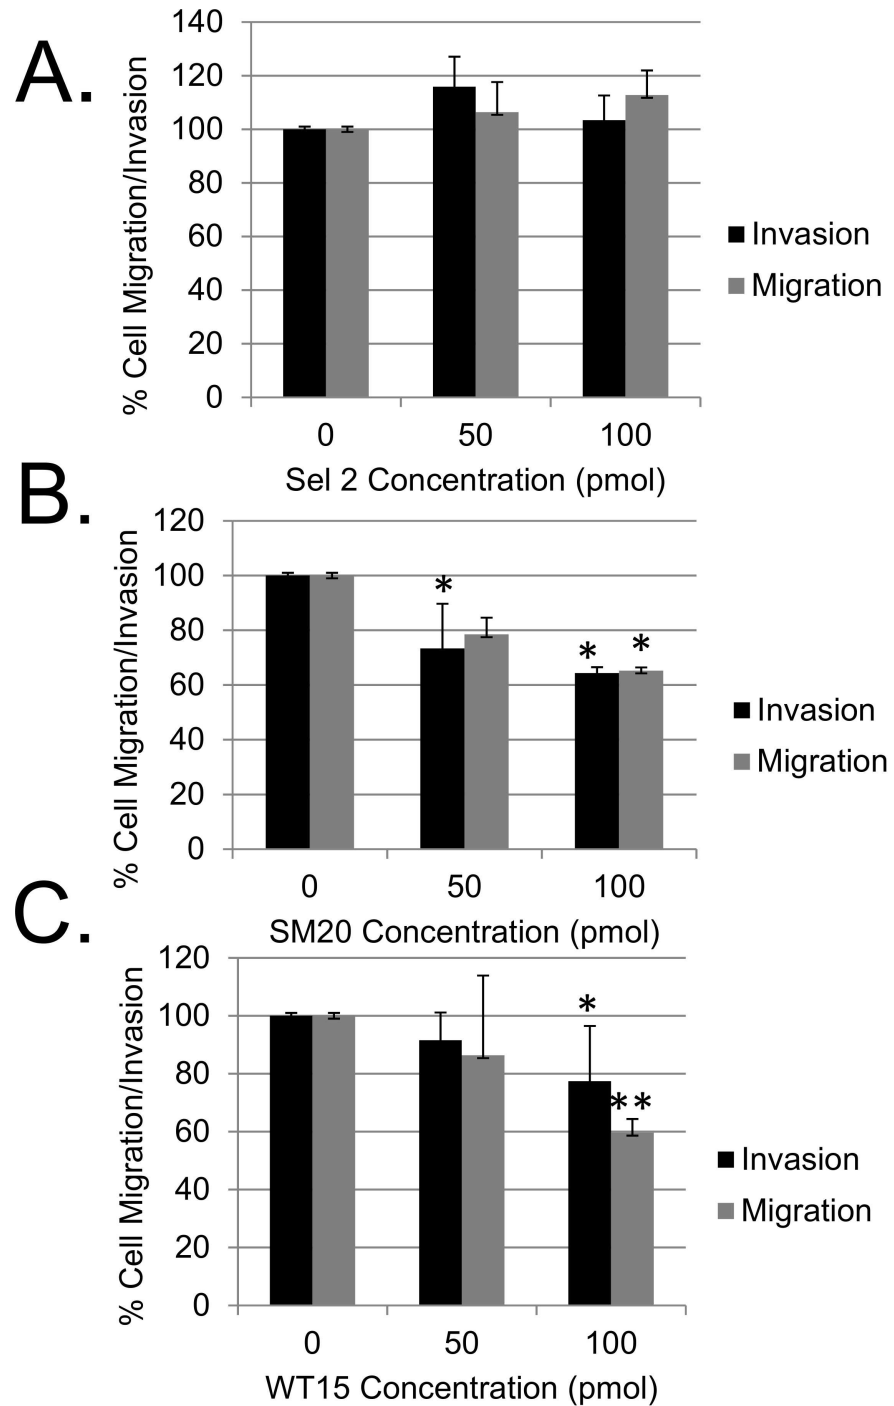 A.
% Cell Migration/Invasion
140
120
100
80
60
40
20
0
0 50 100
Sel 2 Concentration (pmol)
Invasion
Migration
B.
% Cell Migration/Invasion
120
100
80
60
40
20
0
*
* *
0 50 100
SM20 Concentration (pmol)
Invasion
Migration
C.
% Cell Migration/Invasion
120
100
80
60
40
20
0
*
**
0 50 100
WT15 Concentration (pmol)
Invasion
Migration